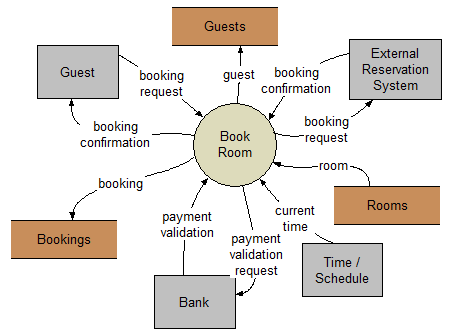 Guests
Guest
booking
request
guest
booking
confirmation
External
Reservation
System
booking
confirmation
Book
Room
booking
request
booking
room
payment
validation
current
time
Rooms
Bookings
payment
validation
request
Time /
Schedule
Bank